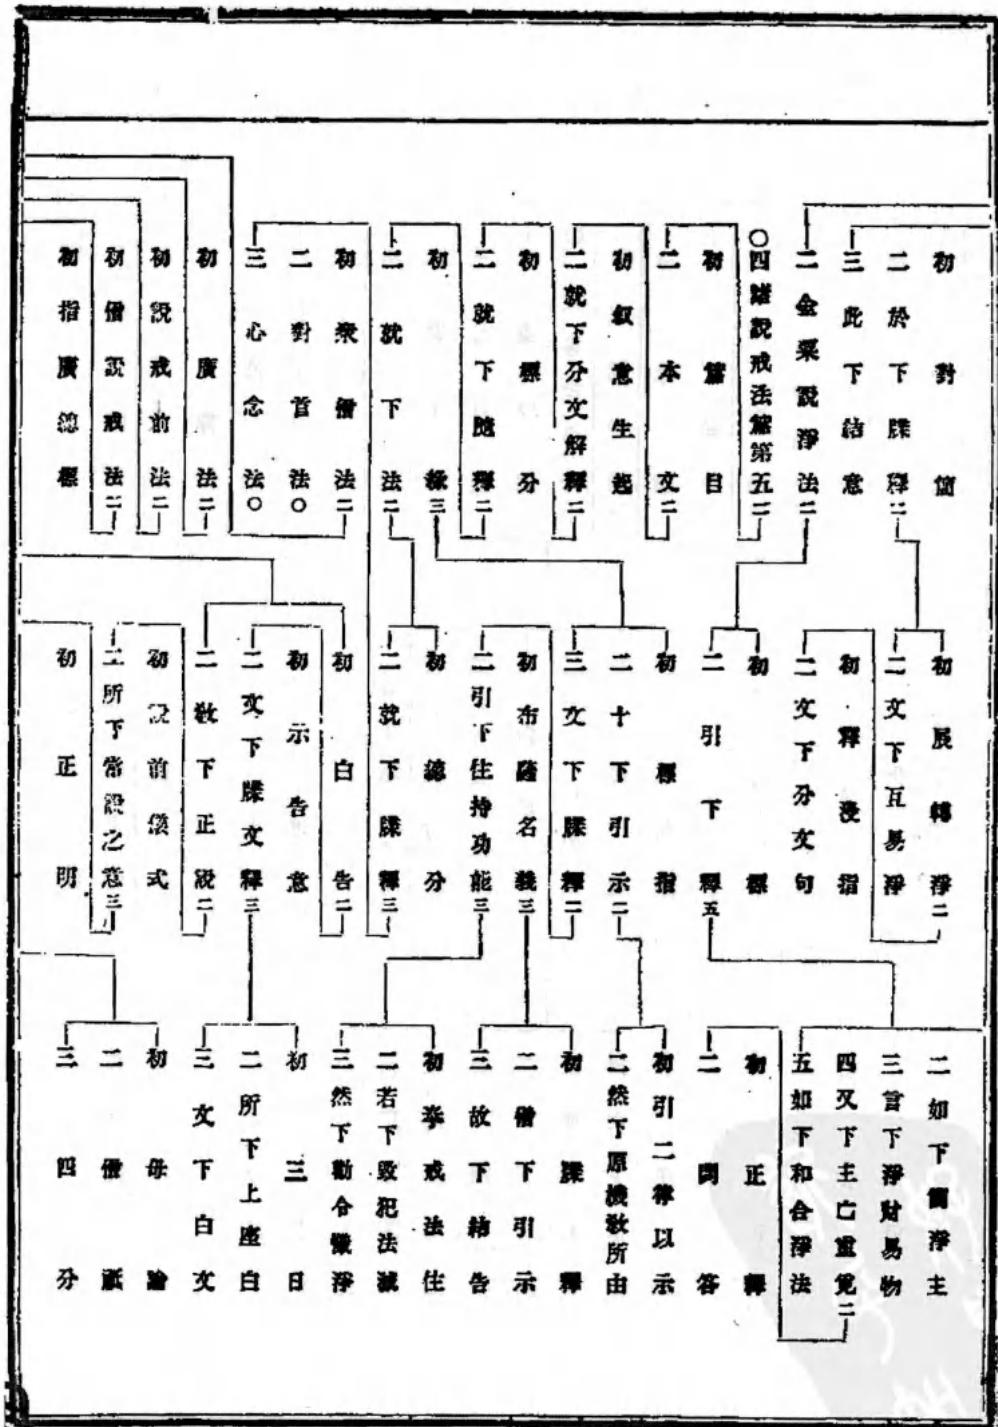 初對簡
二於下牒釋二
三此下結意
二金粟說淨法二
○四諸說戒法篇第五二
初篇目
二本文二
初叙意生起
二就下分文解釋二
初標分
二就下隨釋二
初緣三
二就下法二
初衆僧法二
二對首法○
三心念法○
初廣法二
初說戒前法二
初僧說戒法二
初指廣總標
初展轉淨二
二文下互易淨
初釋漫指
二文下分文句
初標
二引下釋五
初標指
二十下引示二
三文下牒釋二
初布薩名義三
二引下住持功能三
初總分
二就下牒釋三
初白告二
初示告意
二文下牒文釋三
二敎下正說二
初說前儀式
二所下常說之意三
初正明
二如下簡淨主
三言下淨財易物
四又下主亡重覓二
五如下和合淨法
初正釋
二問答
初引二律以示
二然下原機敎所由
初牒釋
二僧下引示
三故下結告
初奉戒法住
二若下毀犯法滅
三然下勸令懺淨
初三日
二所下上座白
三文下白文
初母論
二僧祇
三四分